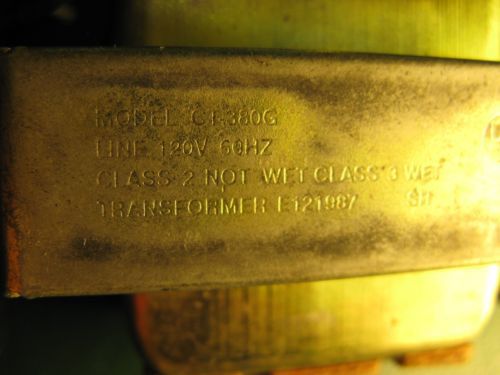 MODEL CT-380G
LINE 120V 60HZ
CLASS 2 NOT WET CLASS 3 WET
TRANSFORMER E121987